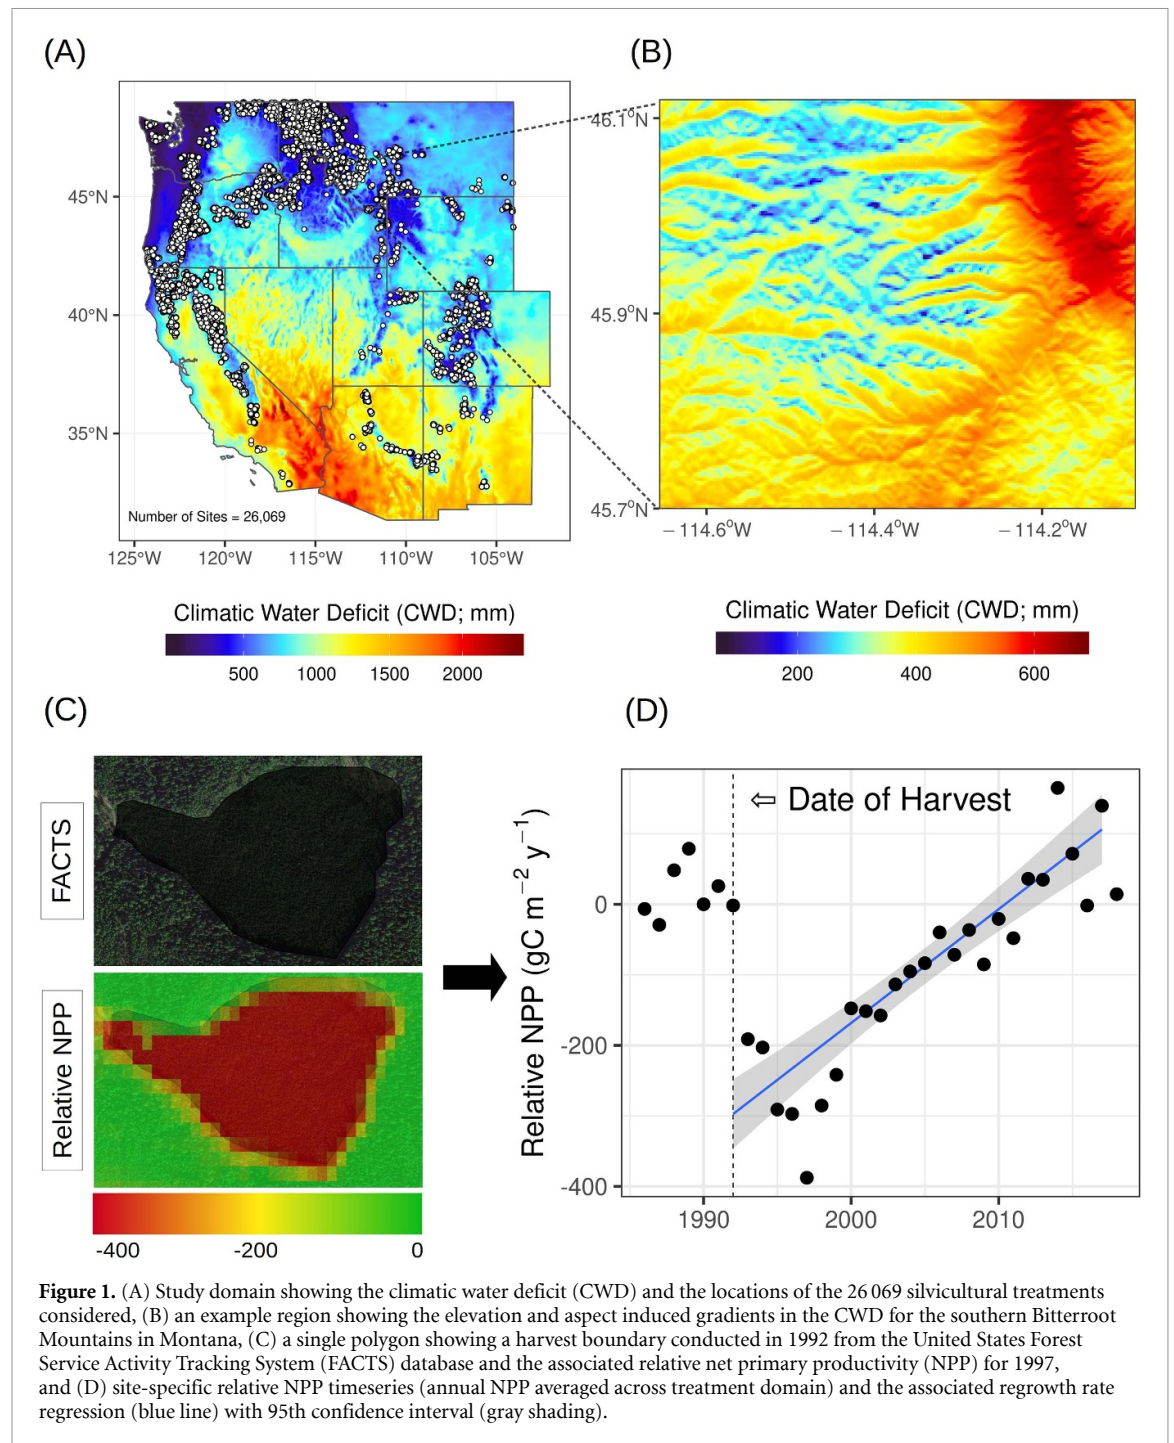 (A)
(B)
45°N
40°N
35°N
Number of Sites = 26,069
125°W 120°W 115°W 110°W 105°W
46.1°N
45.9°N
45.7°N
−114.6°W −114.4°W −114.2°W
Climatic Water Deficit (CWD; mm)
500 1000 1500 2000
Climatic Water Deficit (CWD; mm)
200 400 600
(C)
(D)
FACTS
Relative NPP
-400 -200 0
Relative NPP (gC m⁻² y⁻¹)
⇦ Date of Harvest
0
-200
-400
1990 2000 2010
Figure 1. (A) Study domain showing the climatic water deficit (CWD) and the locations of the 26 069 silvicultural treatments
considered, (B) an example region showing the elevation and aspect induced gradients in the CWD for the southern Bitterroot
Mountains in Montana, (C) a single polygon showing a harvest boundary conducted in 1992 from the United States Forest
Service Activity Tracking System (FACTS) database and the associated relative net primary productivity (NPP) for 1997,
and (D) site-specific relative NPP timeseries (annual NPP averaged across treatment domain) and the associated regrowth rate
regression (blue line) with 95th confidence interval (gray shading).